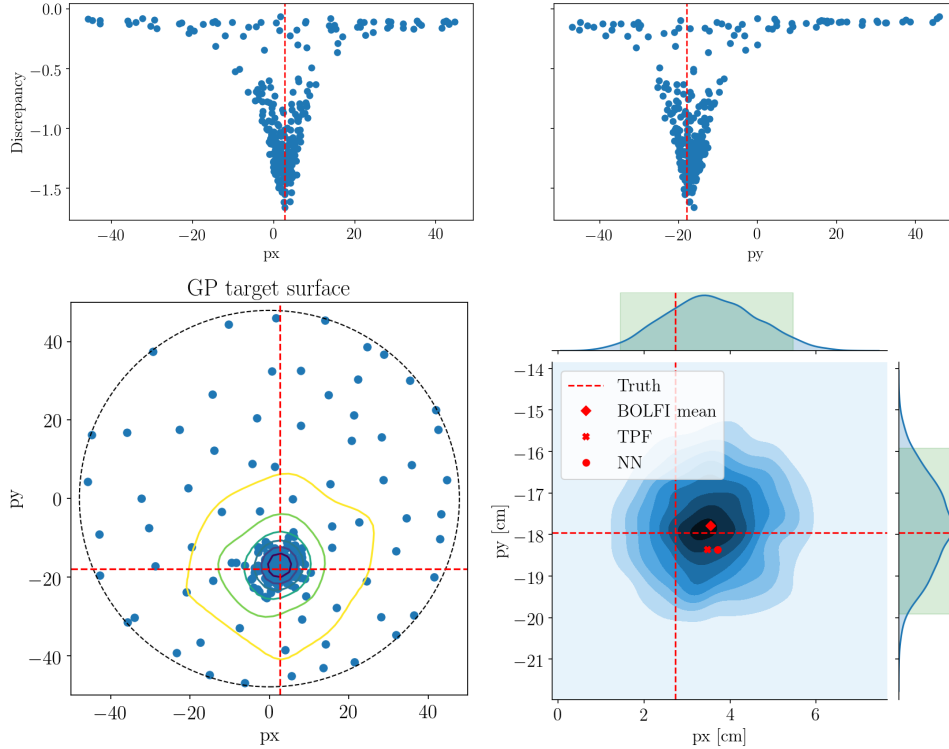 0.0
−0.5
−1.0
−1.5
Discrepancy
−40 −20 0 20 40
px
−40 −20 0 20 40
py
GP target surface
40
20
0
−20
−40
py
−40 −20 0 20 40
px
−14
−15
−16
−17
−18
−19
−20
−21
py [cm]
Truth
BOLFI mean
TPF
NN
0 2 4 6
px [cm]